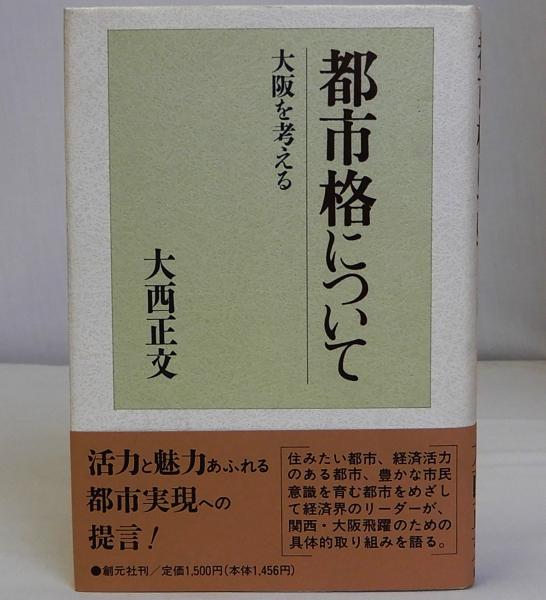 都市格について
大阪を考える
大西正文
活力と魅力あふれる
都市実現への
提言!
住みたい都市、経済活力
のある都市、豊かな市民
意識を育む都市をめざし
て経済界のリーダーが、
関西・大阪飛躍のための
具体的取り組みを語る。
●創元社刊/定価1,500円(本体1,456円)